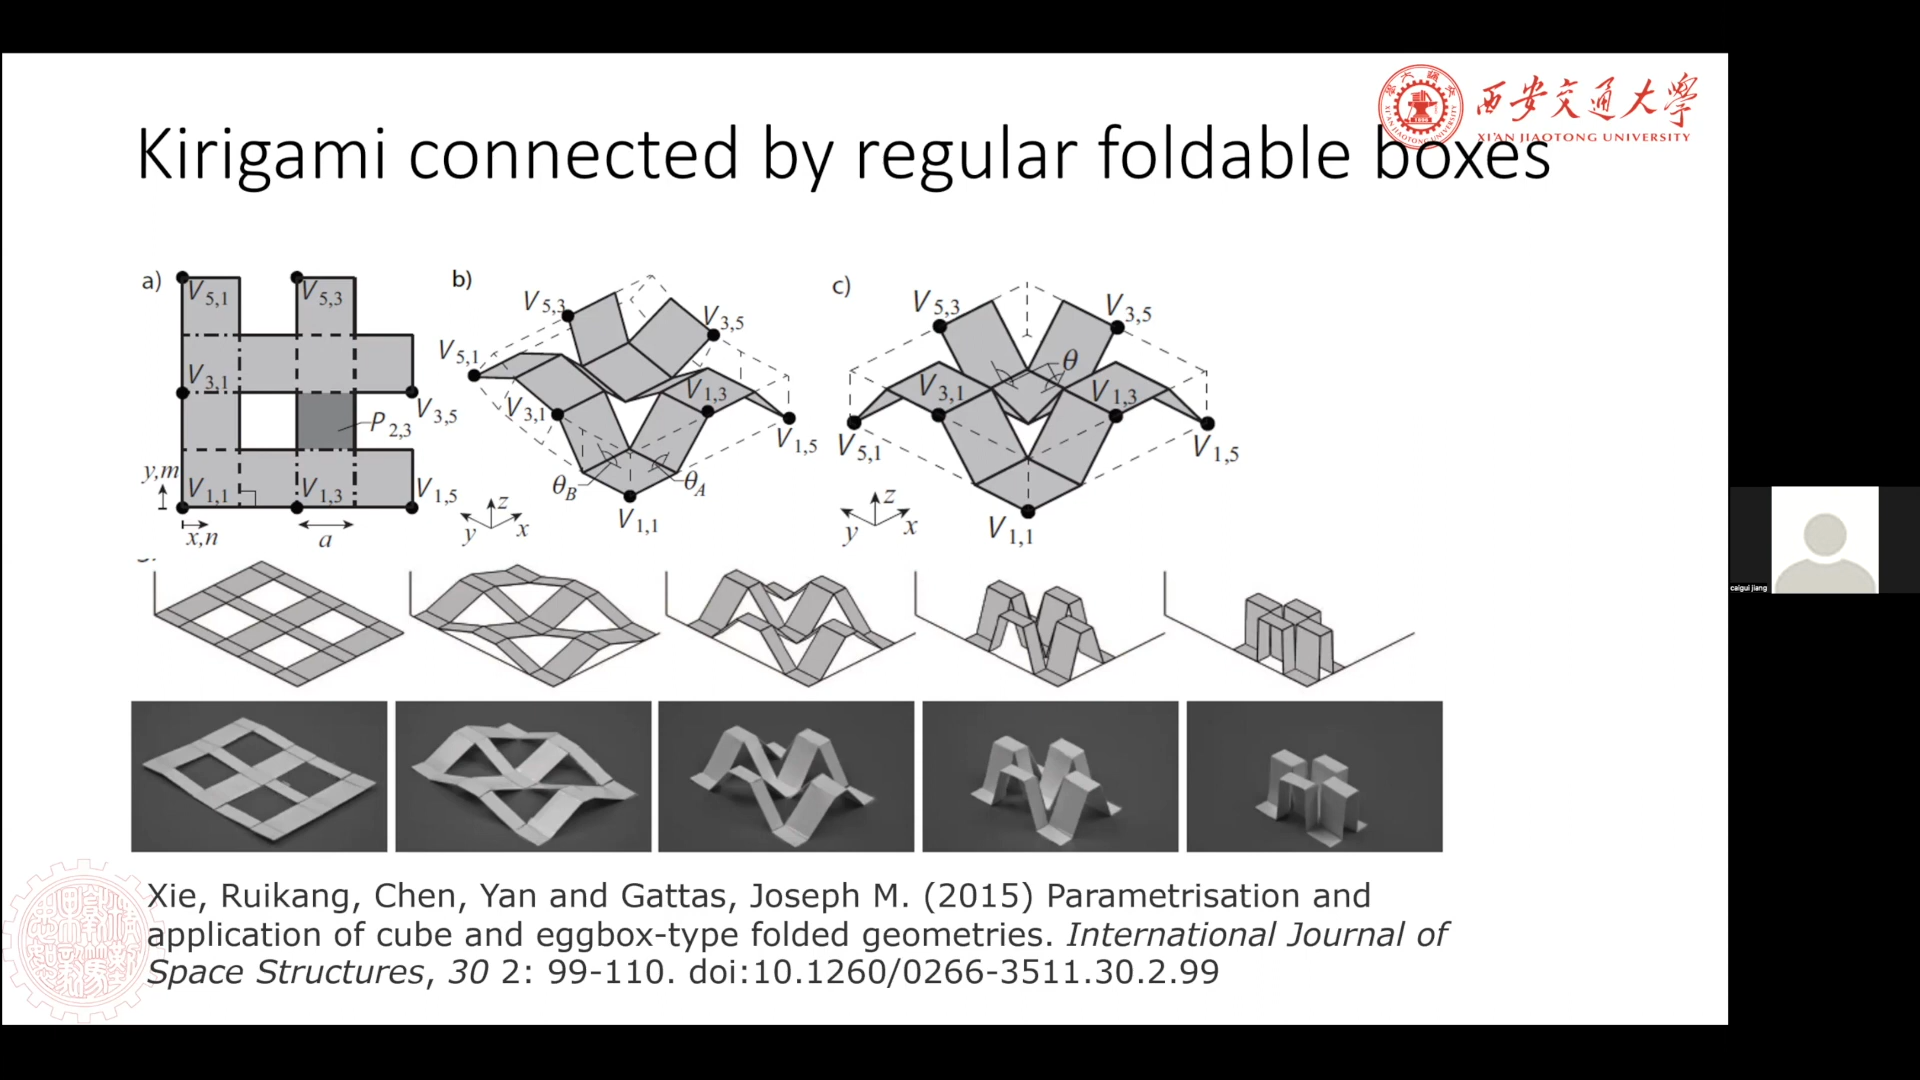 西安交通大学
XI'AN JIAOTONG UNIVERSITY
Kirigami connected by regular foldable boxes
a)
V5,1
V5,3
V3,1
V3,5
P2,3
y,m
V1,1
V1,3
V1,5
x,n
a
b)
V5,3
V3,5
V5,1
V3,1
V1,3
V1,5
θB
θA
V1,1
z
y
x
c)
V5,3
V3,5
θ
V3,1
V1,3
V5,1
V1,5
V1,1
z
y
x
caigui jiang
Xie, Ruikang, Chen, Yan and Gattas, Joseph M. (2015) Parametrisation and
application of cube and eggbox-type folded geometries. International Journal of
Space Structures, 30 2: 99-110. doi:10.1260/0266-3511.30.2.99